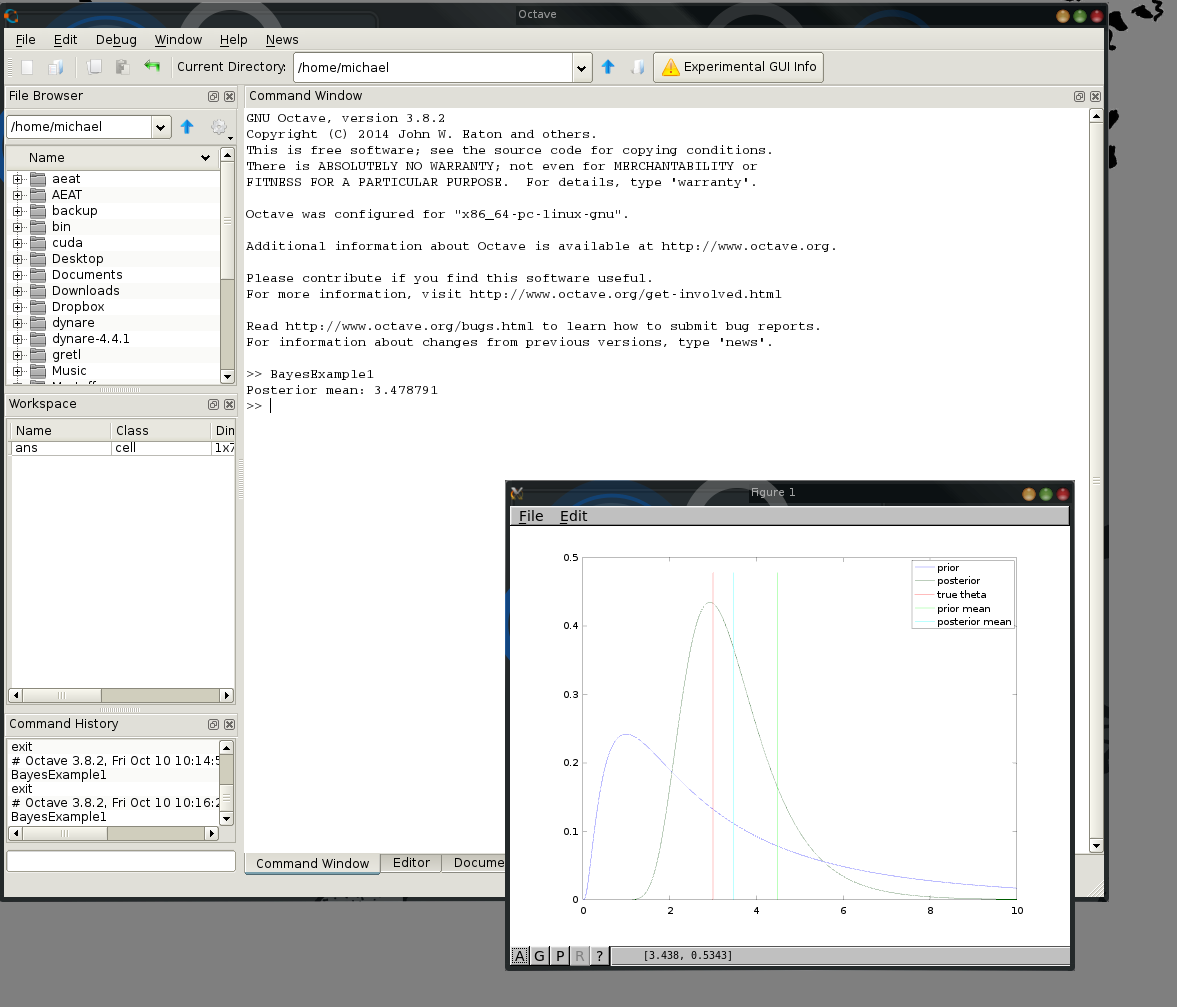 Octave
File Edit Debug Window Help News
Current Directory: /home/michael Experimental GUI Info
File Browser
/home/michael
Name
aeat
AEAT
backup
bin
cuda
Desktop
Documents
Downloads
Dropbox
dynare
dynare-4.4.1
gretl
Music
Workspace
Name Class Dim
ans cell 1x7
Command History
exit
# Octave 3.8.2, Fri Oct 10 10:14:5
BayesExample1
exit
# Octave 3.8.2, Fri Oct 10 10:16:2
BayesExample1
Command Window
GNU Octave, version 3.8.2
Copyright (C) 2014 John W. Eaton and others.
This is free software; see the source code for copying conditions.
There is ABSOLUTELY NO WARRANTY; not even for MERCHANTABILITY or
FITNESS FOR A PARTICULAR PURPOSE.  For details, type 'warranty'.
Octave was configured for "x86_64-pc-linux-gnu".
Additional information about Octave is available at http://www.octave.org.
Please contribute if you find this software useful.
For more information, visit http://www.octave.org/get-involved.html
Read http://www.octave.org/bugs.html to learn how to submit bug reports.
For information about changes from previous versions, type 'news'.
>> BayesExample1
Posterior mean: 3.478791
>>
Command Window Editor Docume
Figure 1
File Edit
0.5
0.4
0.3
0.2
0.1
0
0 2 4 6 8 10
prior
posterior
true theta
prior mean
posterior mean
A G P R ? [3.438, 0.5343]